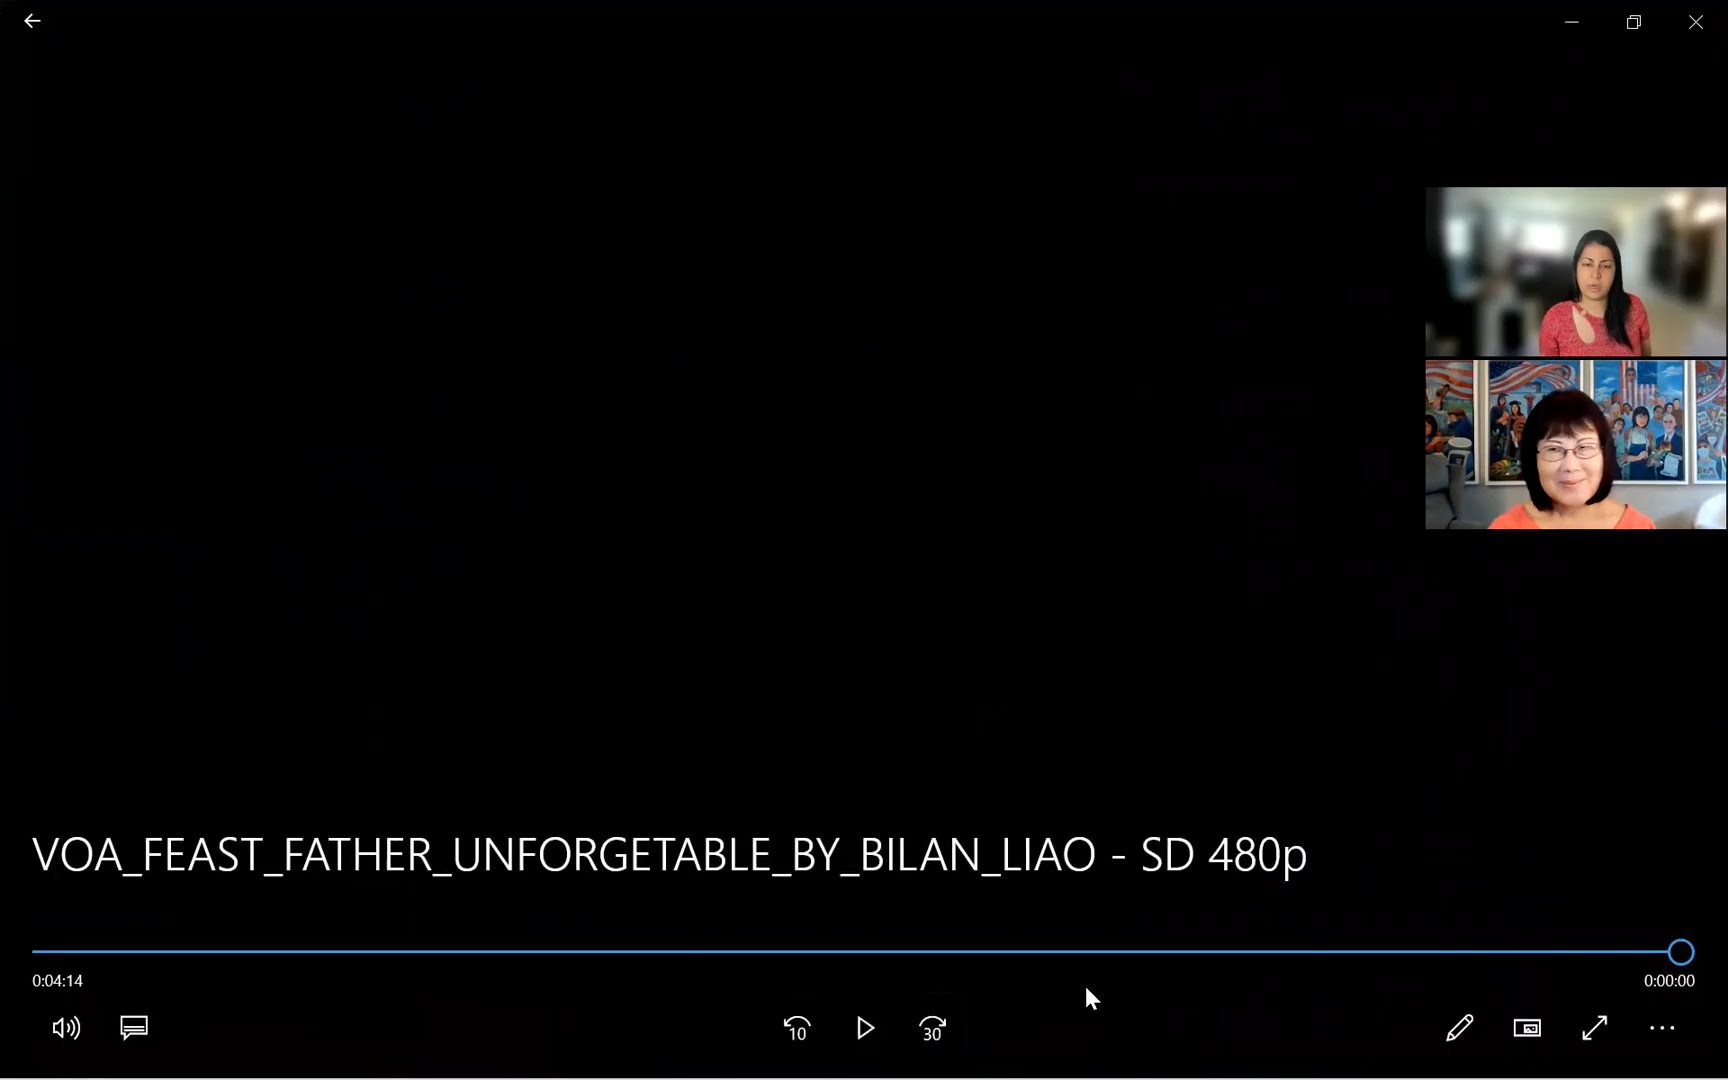 VOA_FEAST_FATHER_UNFORGETABLE_BY_BILAN_LIAO - SD 480p
0:04:14
0:00:00
10
30